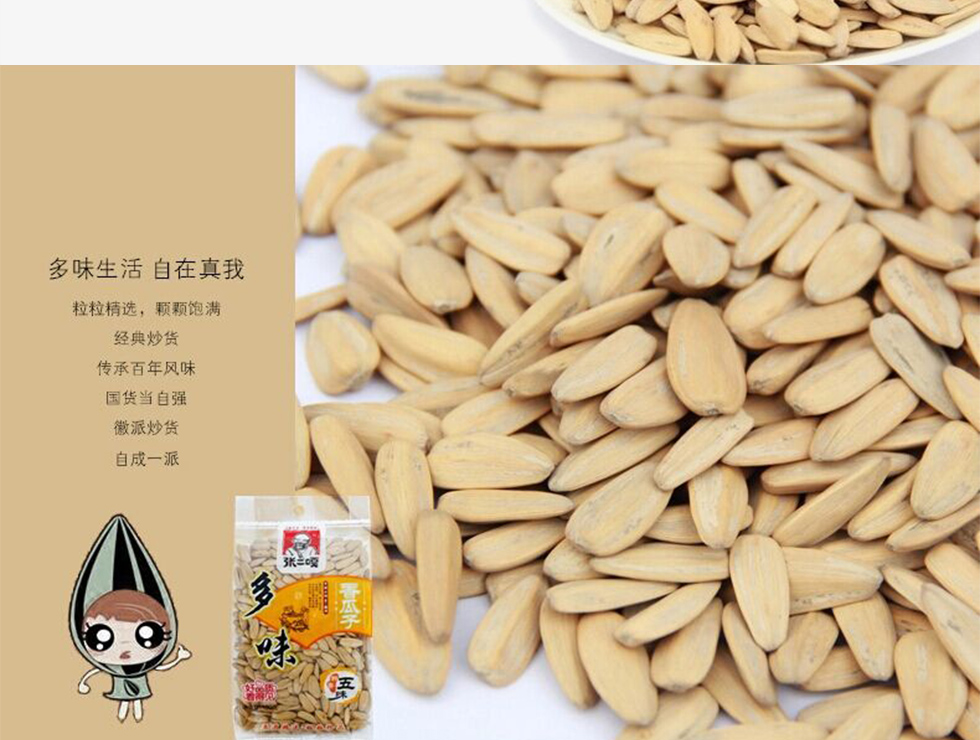 多味生活 自在真我
粒粒精选，颗颗饱满
经典炒货
传承百年风味
国货当自强
徽派炒货
自成一派
张二嘎
多味
香瓜子
五味